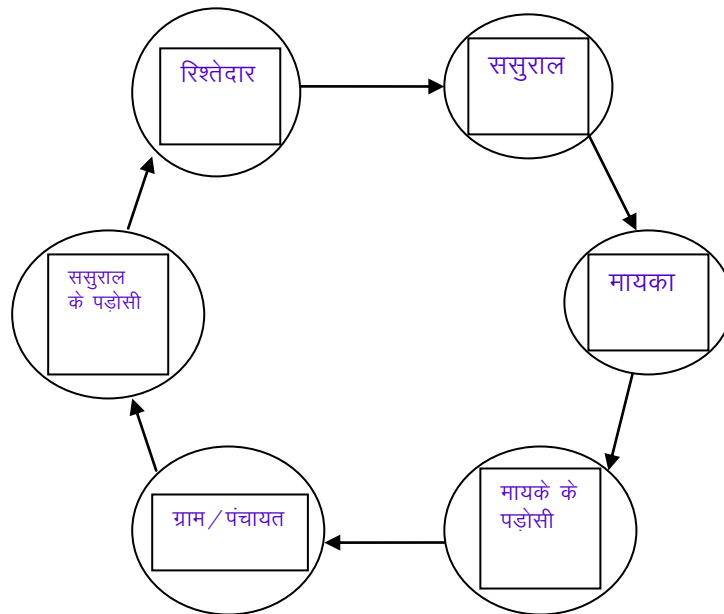 रिश्तेदार
ससुराल
मायका
मायके के
पड़ोसी
ग्राम/पंचायत
ससुराल
के पड़ोसी